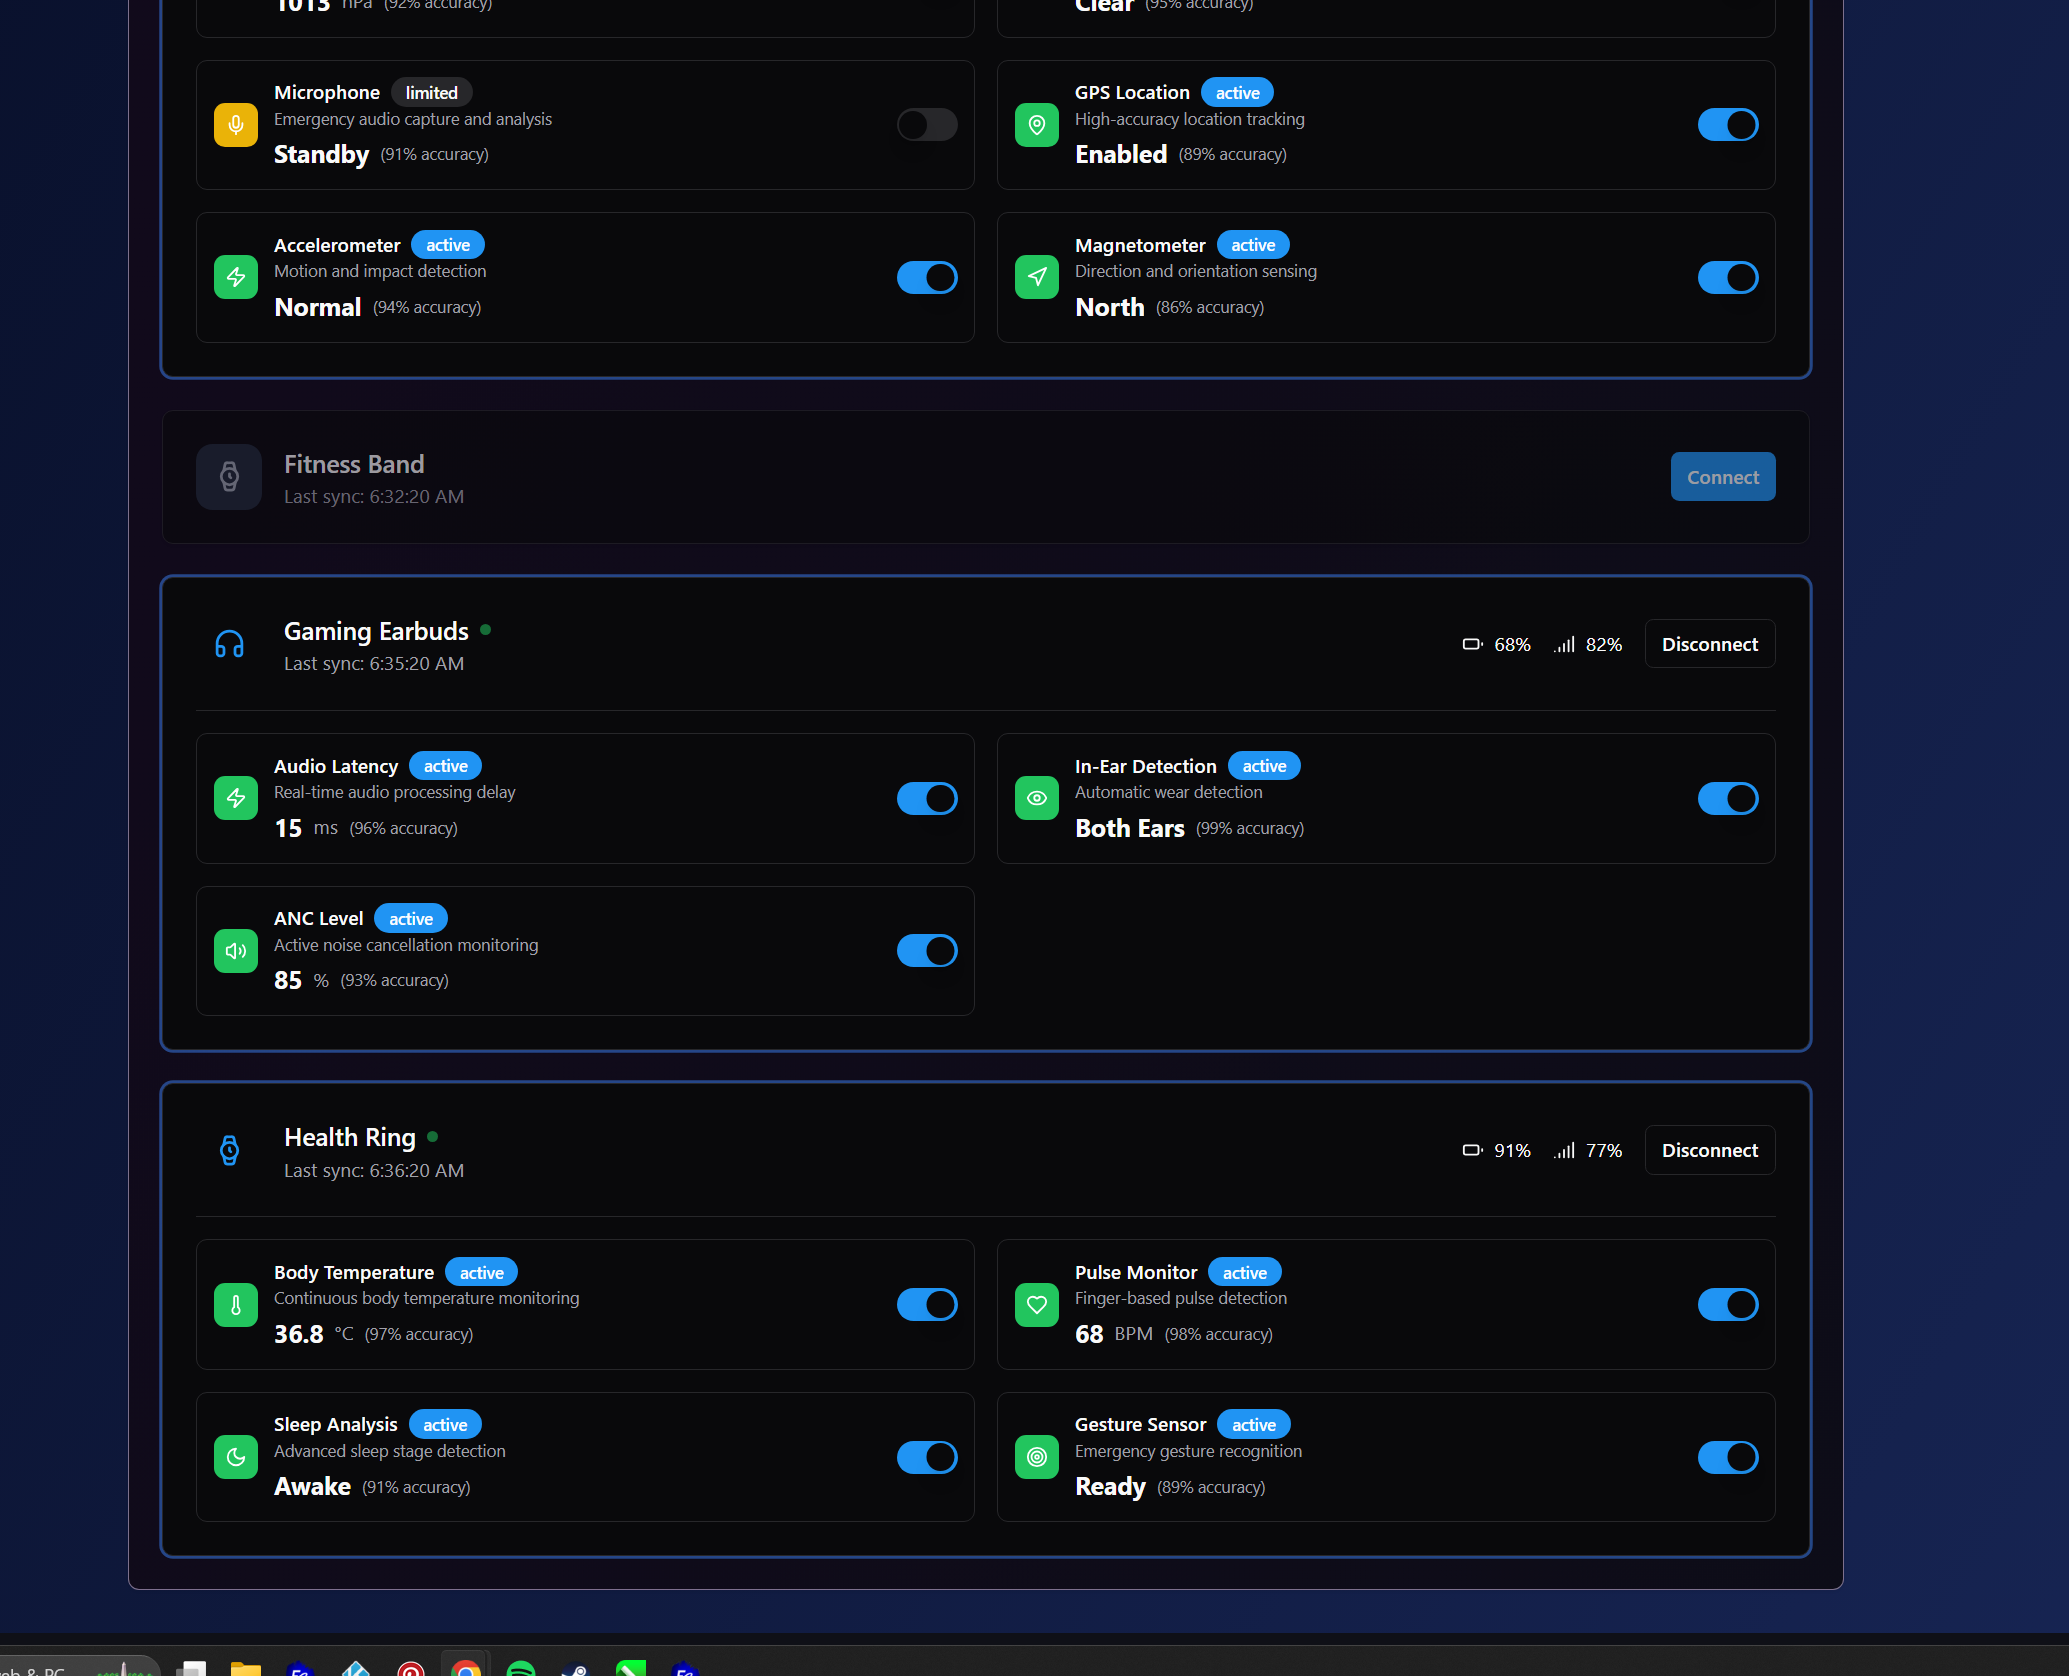 1013 hPa (92% accuracy)
Clear (95% accuracy)
Microphone limited
Emergency audio capture and analysis
Standby (91% accuracy)
GPS Location active
High-accuracy location tracking
Enabled (89% accuracy)
Accelerometer active
Motion and impact detection
Normal (94% accuracy)
Magnetometer active
Direction and orientation sensing
North (86% accuracy)
Fitness Band
Last sync: 6:32:20 AM
Connect
Gaming Earbuds
Last sync: 6:35:20 AM
68% 82% Disconnect
Audio Latency active
Real-time audio processing delay
15 ms (96% accuracy)
In-Ear Detection active
Automatic wear detection
Both Ears (99% accuracy)
ANC Level active
Active noise cancellation monitoring
85 % (93% accuracy)
Health Ring
Last sync: 6:36:20 AM
91% 77% Disconnect
Body Temperature active
Continuous body temperature monitoring
36.8 °C (97% accuracy)
Pulse Monitor active
Finger-based pulse detection
68 BPM (98% accuracy)
Sleep Analysis active
Advanced sleep stage detection
Awake (91% accuracy)
Gesture Sensor active
Emergency gesture recognition
Ready (89% accuracy)
& PC